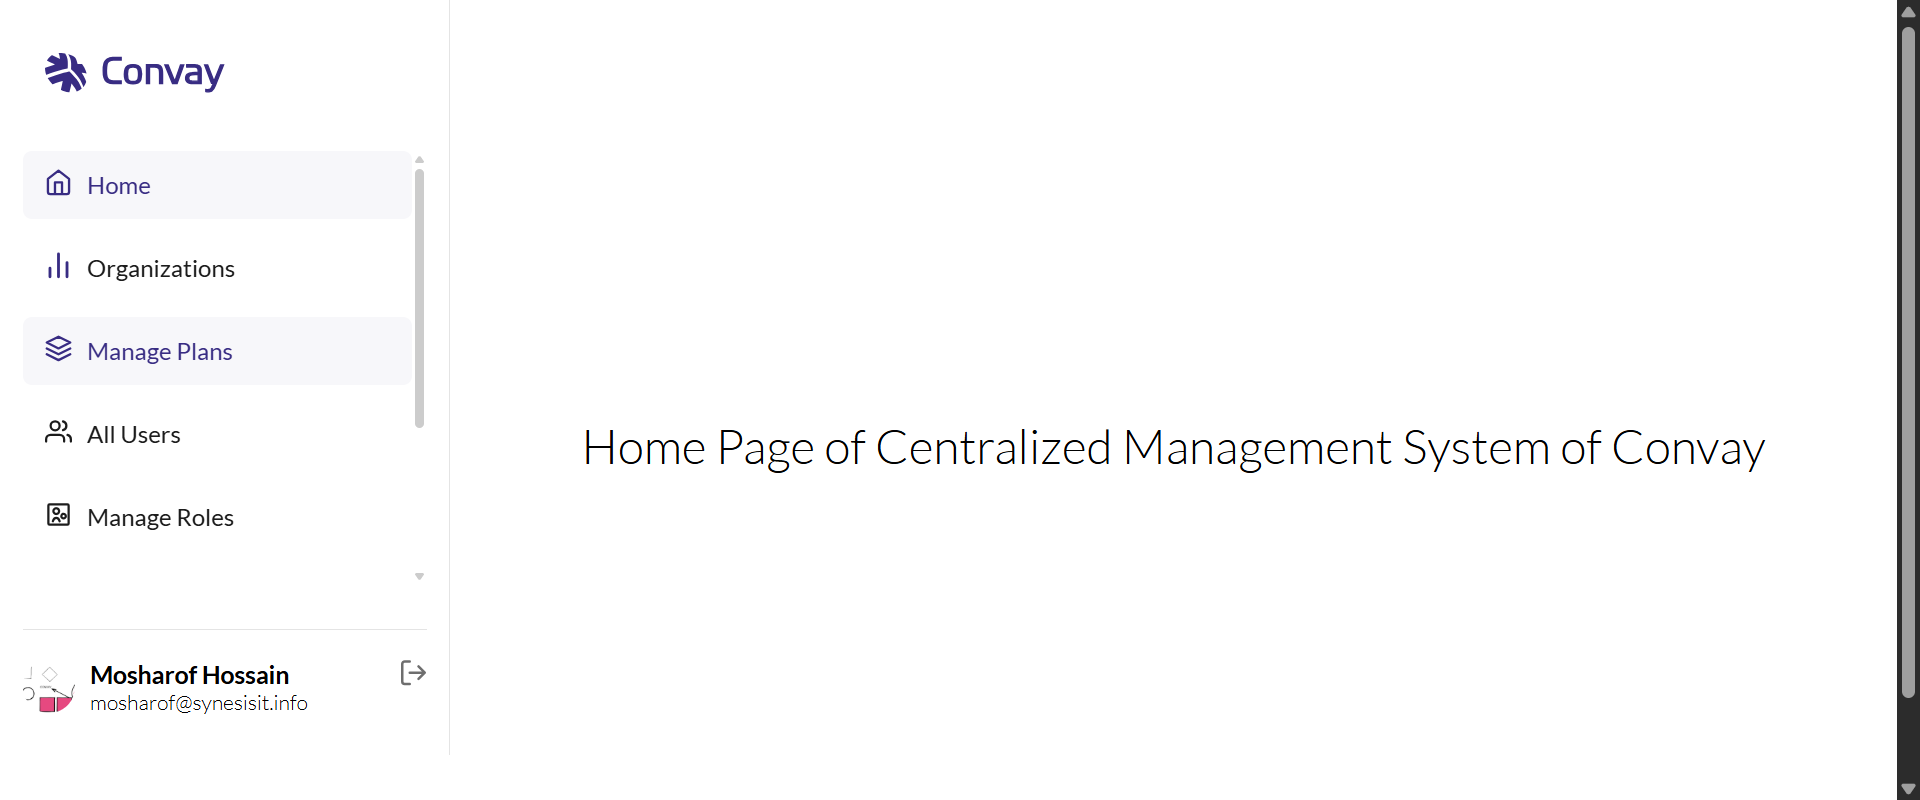 Convay
Home
Organizations
Manage Plans
All Users
Manage Roles
Mosharof Hossain
mosharof@synesisit.info
Home Page of Centralized Management System of Convay